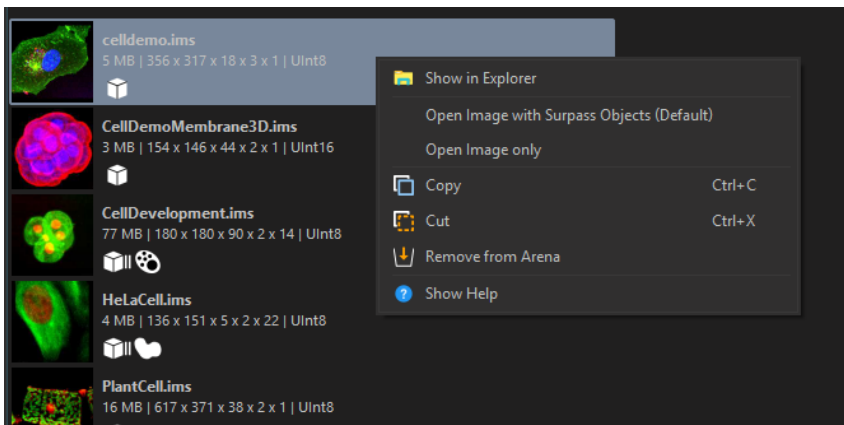 celldemo.ims
5 MB | 356 x 317 x 18 x 3 x 1 | UInt8
CellDemoMembrane3D.ims
3 MB | 154 x 146 x 44 x 2 x 1 | UInt16
CellDevelopment.ims
77 MB | 180 x 180 x 90 x 2 x 14 | UInt8
HeLaCell.ims
4 MB | 136 x 151 x 5 x 2 x 22 | UInt8
PlantCell.ims
16 MB | 617 x 371 x 38 x 2 x 1 | UInt8
Show in Explorer
Open Image with Surpass Objects (Default)
Open Image only
Copy Ctrl+C
Cut Ctrl+X
Remove from Arena
Show Help